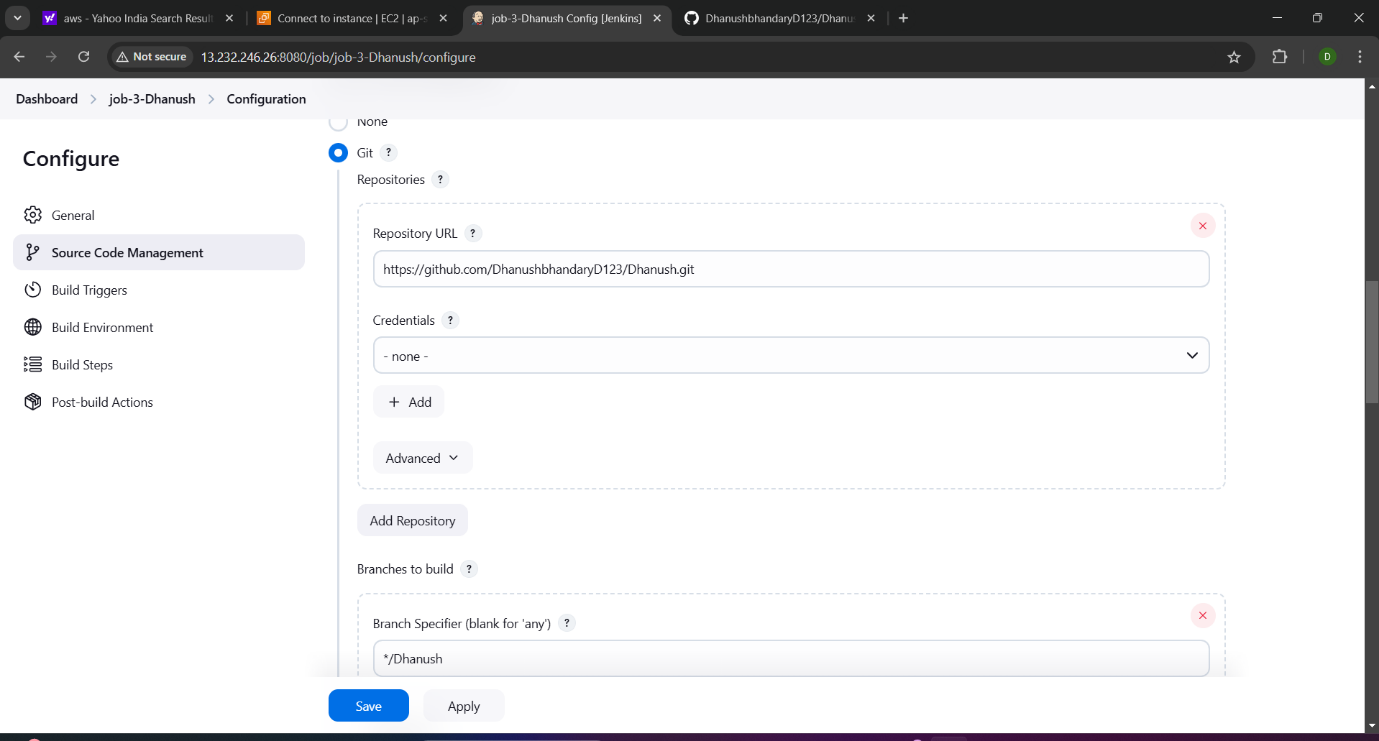 aws - Yahoo India Search Result
Connect to instance | EC2 | ap-s
job-3-Dhanush Config [Jenkins]
DhanushbhandaryD123/Dhanus
Not secure
13.232.246.26:8080/job/job-3-Dhanush/configure
D
Dashboard > job-3-Dhanush > Configuration
Configure
General
Source Code Management
Build Triggers
Build Environment
Build Steps
Post-build Actions
None
Git ?
Repositories ?
Repository URL ?
https://github.com/DhanushbhandaryD123/Dhanush.git
Credentials ?
- none -
+ Add
Advanced
Add Repository
Branches to build ?
Branch Specifier (blank for 'any') ?
*/Dhanush
Save
Apply